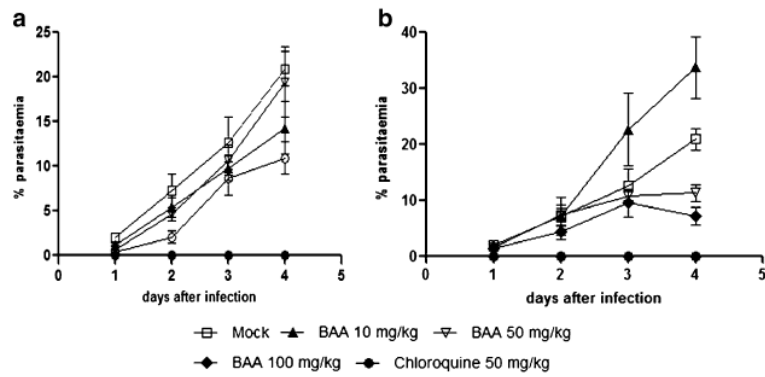 a
b
% parasitaemia
25
20
15
10
5
0
0 1 2 3 4 5
days after infection
% parasitaemia
40
30
20
10
0
0 1 2 3 4 5
days after infection
Mock BAA 10 mg/kg BAA 50 mg/kg
BAA 100 mg/kg Chloroquine 50 mg/kg